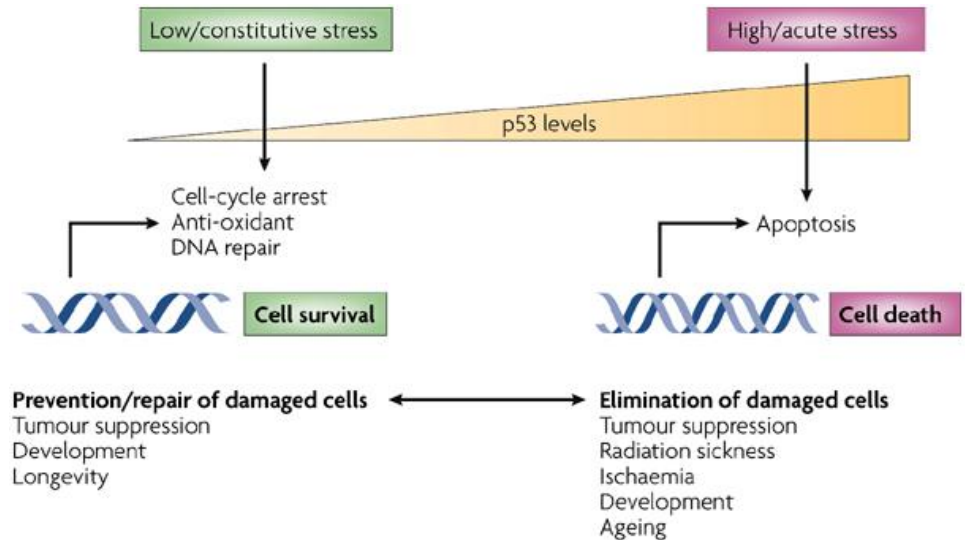 Low/constitutive stress
High/acute stress
p53 levels
Cell-cycle arrest
Anti-oxidant
DNA repair
Apoptosis
Cell survival
Cell death
Prevention/repair of damaged cells
Tumour suppression
Development
Longevity
Elimination of damaged cells
Tumour suppression
Radiation sickness
Ischaemia
Development
Ageing